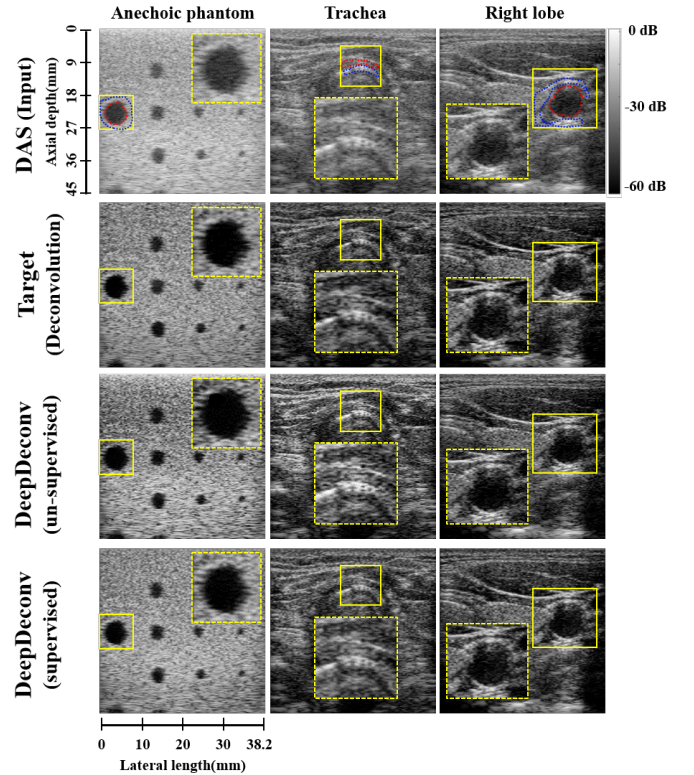 Anechoic phantom Trachea Right lobe
DAS (Input)
Axial depth(mm)
0
9
18
27
36
45
0 dB
-30 dB
-60 dB
Target
(Deconvolution)
DeepDeconv
(un-supervised)
DeepDeconv
(supervised)
0 10 20 30 38.2
Lateral length(mm)